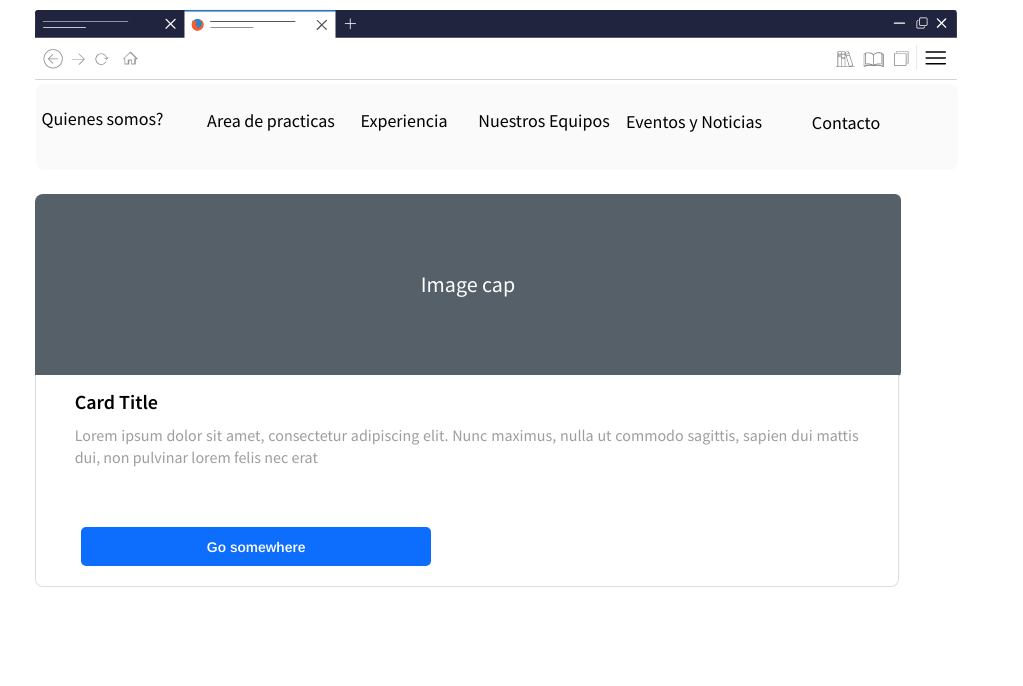 Quienes somos?
Area de practicas
Experiencia
Nuestros Equipos
Eventos y Noticias
Contacto
Image cap
Card Title
Lorem ipsum dolor sit amet, consectetur adipiscing elit. Nunc maximus, nulla ut commodo sagittis, sapien dui mattis
dui, non pulvinar lorem felis nec erat
Go somewhere